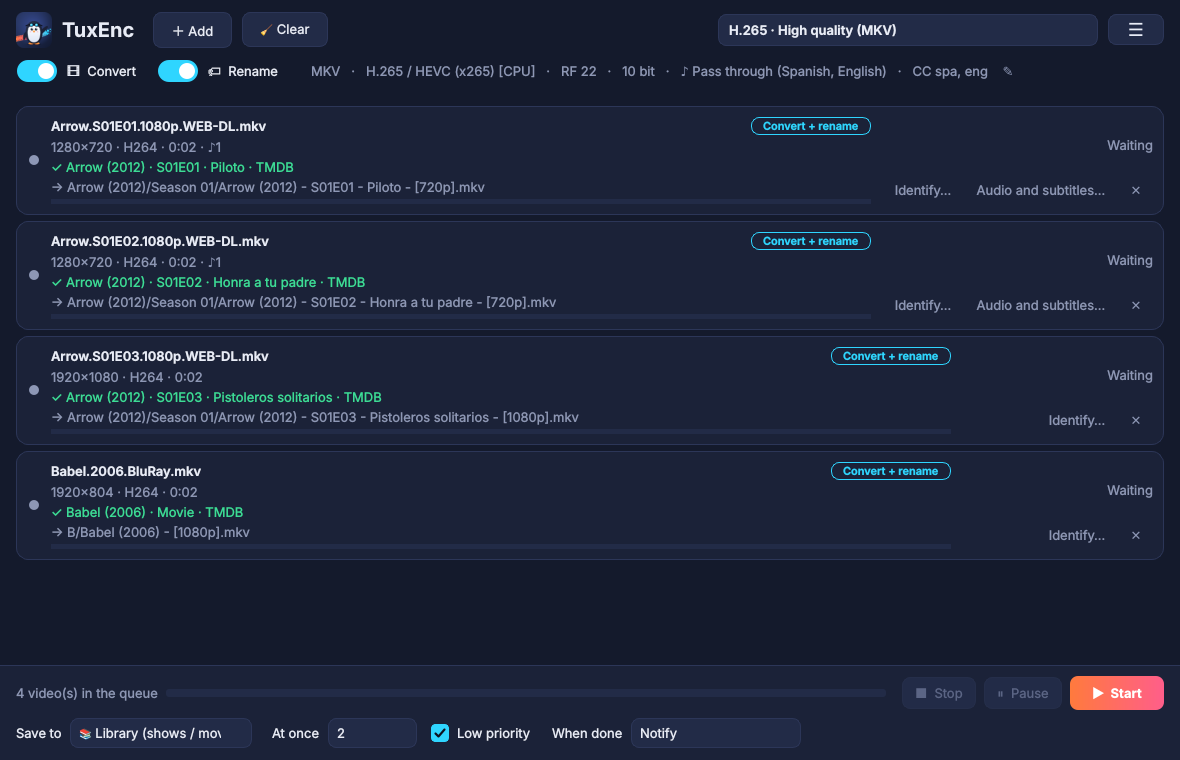 TuxEnc + Add 🧹 Clear H.265 · High quality (MKV) ☰
Convert Rename MKV · H.265 / HEVC (x265) [CPU] · RF 22 · 10 bit · ♪ Pass through (Spanish, English) · CC spa, eng ✎
Arrow.S01E01.1080p.WEB-DL.mkv Convert + rename
1280×720 · H264 · 0:02 · ♪1 Waiting
✓ Arrow (2012) · S01E01 · Piloto · TMDB
→ Arrow (2012)/Season 01/Arrow (2012) - S01E01 - Piloto - [720p].mkv Identify... Audio and subtitles... ×
Arrow.S01E02.1080p.WEB-DL.mkv Convert + rename
1280×720 · H264 · 0:02 · ♪1 Waiting
✓ Arrow (2012) · S01E02 · Honra a tu padre · TMDB
→ Arrow (2012)/Season 01/Arrow (2012) - S01E02 - Honra a tu padre - [720p].mkv Identify... Audio and subtitles... ×
Arrow.S01E03.1080p.WEB-DL.mkv Convert + rename
1920×1080 · H264 · 0:02 Waiting
✓ Arrow (2012) · S01E03 · Pistoleros solitarios · TMDB
→ Arrow (2012)/Season 01/Arrow (2012) - S01E03 - Pistoleros solitarios - [1080p].mkv Identify... ×
Babel.2006.BluRay.mkv Convert + rename
1920×804 · H264 · 0:02 Waiting
✓ Babel (2006) · Movie · TMDB
→ B/Babel (2006) - [1080p].mkv Identify... ×
4 video(s) in the queue Stop Pause Start
Save to 📚 Library (shows / mov At once 2 Low priority When done Notify